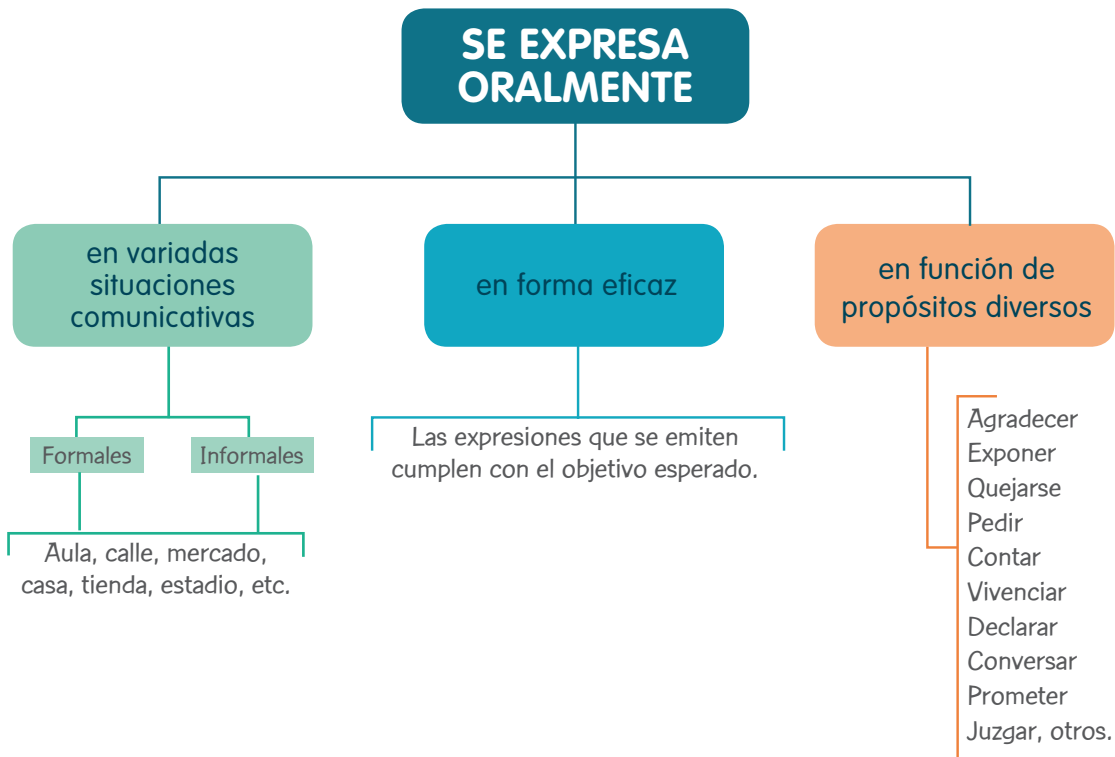 SE EXPRESA
ORALMENTE
en variadas
situaciones
comunicativas
Formales
Informales
Aula, calle, mercado,
casa, tienda, estadio, etc.
en forma eficaz
Las expresiones que se emiten
cumplen con el objetivo esperado.
en función de
propósitos diversos
Agradecer
Exponer
Quejarse
Pedir
Contar
Vivenciar
Declarar
Conversar
Prometer
Juzgar, otros.